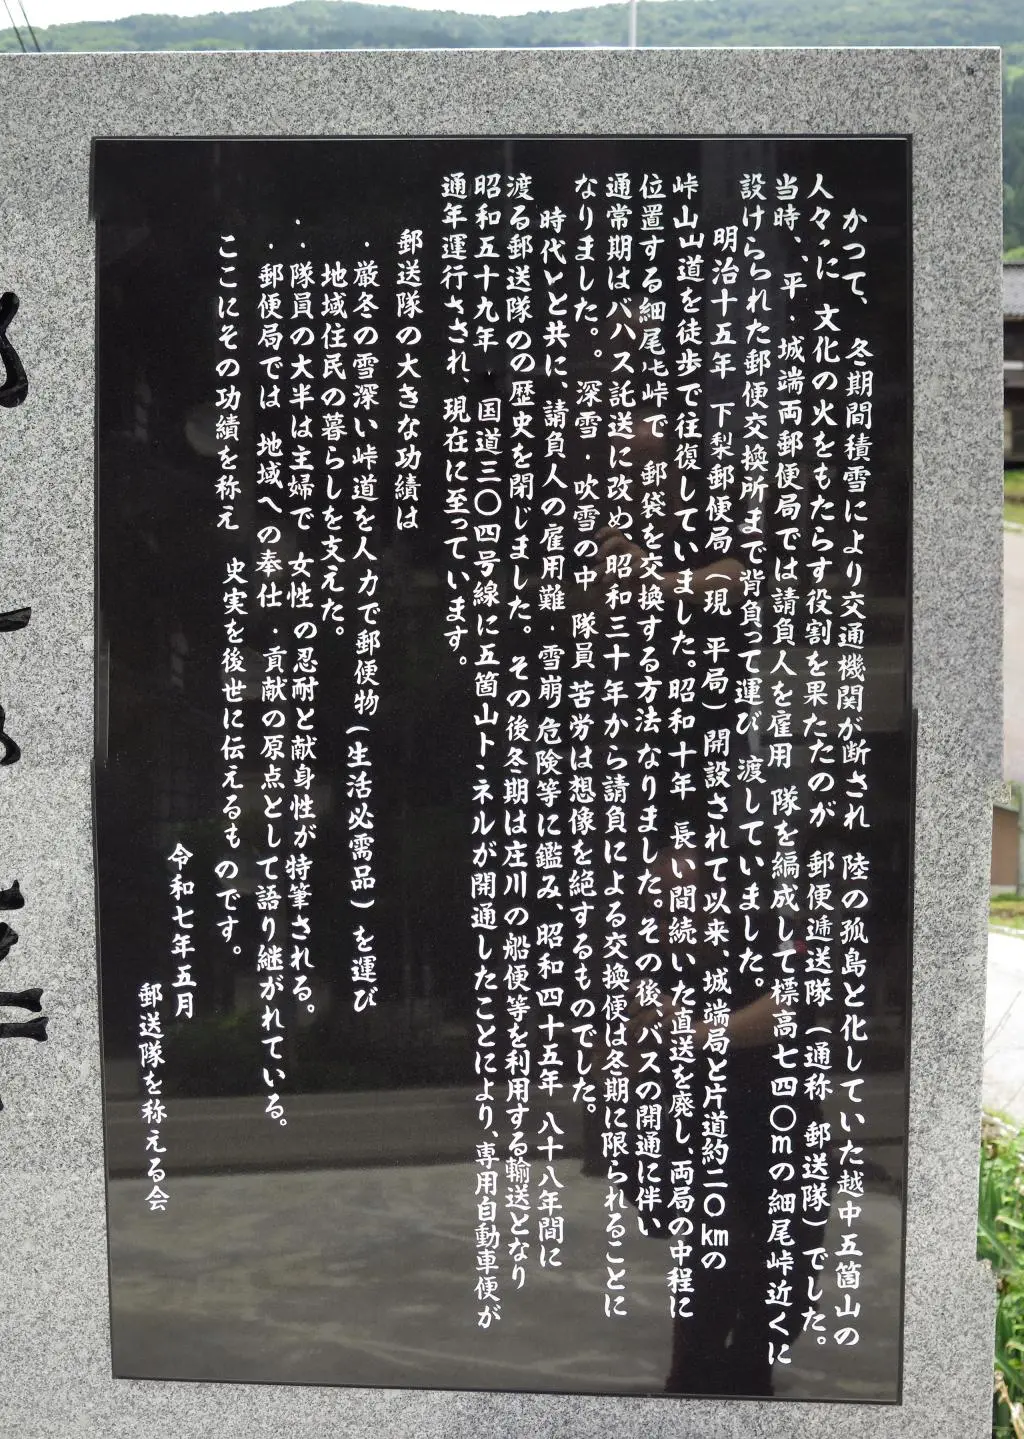 かつて、冬期間積雪により交通機関が断され 陸の孤島と化していた越中五箇山の
人々に 文化の火をもたらす役割を果たたのが 郵便逓送隊(通称 郵送隊)でした。
当時、平・城端両郵便局では請負人を雇用 隊を編成して標高七四〇mの細尾峠近くに
設けられた郵便交換所まで背負って運び 渡していました。
明治十五年 下梨郵便局(現 平局)開設されて以来、城端局と片道約二〇kmの
峠山道を徒歩で往復していました。昭和十年 長い間続いた直送を廃し、両局の中程に
位置する細尾峠で 郵袋を交換する方法なりました。その後、バスの開通に伴い
通常期はバス託送に改め、昭和三十年から請負による交換便は冬期に限られることに
なりました。深雪・吹雪の中 隊員苦労は想像を絶するものでした。
時代と共に、請負人の雇用難・雪崩危険等に鑑み、昭和四十五年 八十八年間に
渡る郵送隊の歴史を閉じました。その後冬期は庄川の船便等を利用する輸送となり
昭和五十九年 国道三〇四号線に五箇山トンネルが開通したことにより、専用自動車便が
通年運行され、現在に至っています。
郵送隊の大きな功績は
・厳冬の雪深い峠道を人力で郵便物(生活必需品)を運び
地域住民の暮らしを支えた。
・隊員の大半は主婦で 女性の忍耐と献身性が特筆される。
・郵便局では 地域への奉仕・貢献の原点として語り継がれている。
ここにその功績を称え 史実を後世に伝えるものです。
令和七年五月
郵送隊を称える会